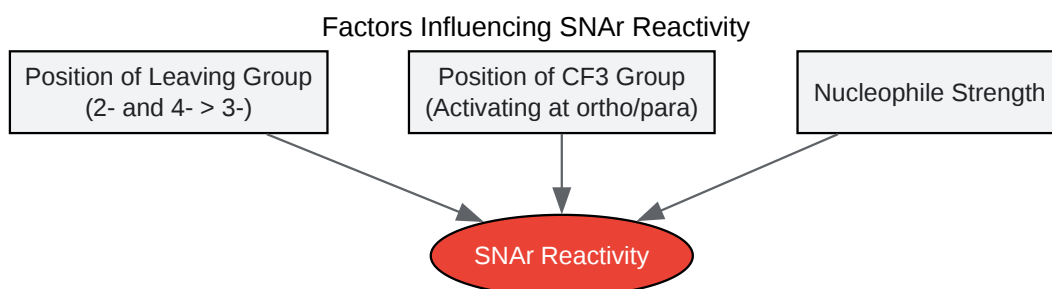 Factors Influencing SNAr Reactivity
Position of Leaving Group
(2- and 4- > 3-)
Position of CF3 Group
(Activating at ortho/para)
Nucleophile Strength
SNAr Reactivity